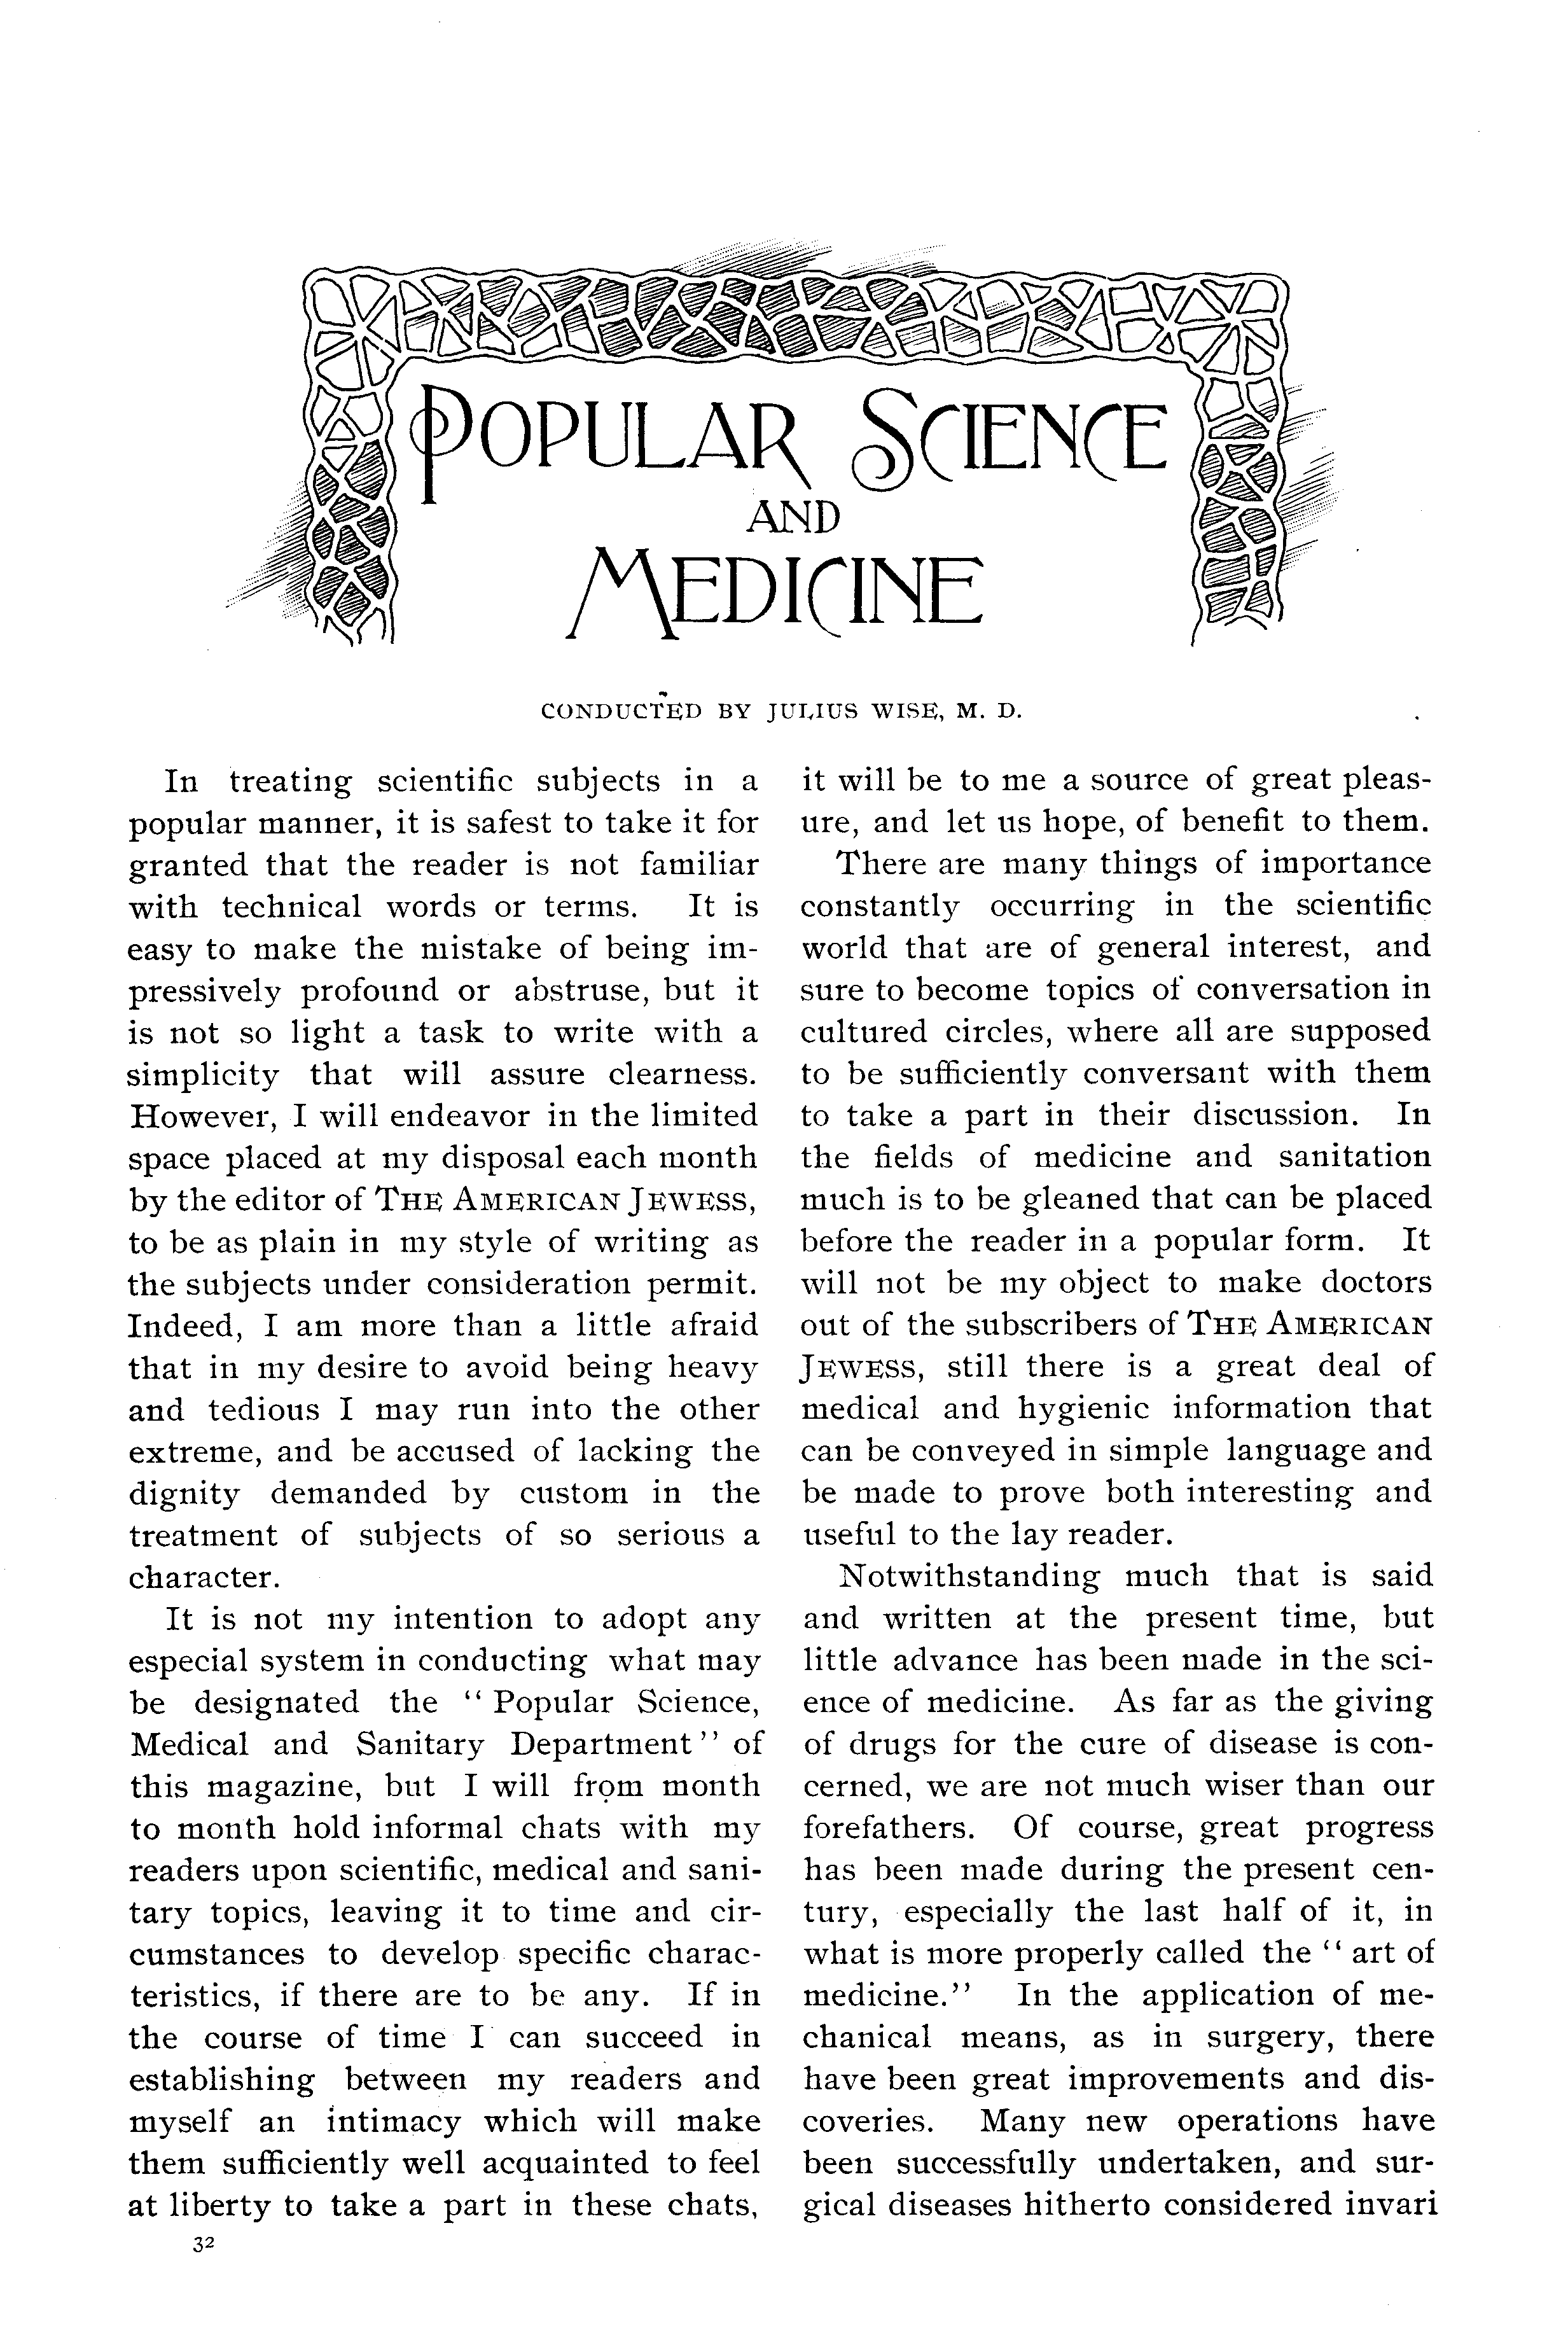 POPULAR SCIENCE
AND
MEDICINE
CONDUCTED BY JULIUS WISE, M. D.
In treating scientific subjects in a
popular manner, it is safest to take it for
granted that the reader is not familiar
with technical words or terms. It is
easy to make the mistake of being im-
pressively profound or abstruse, but it
is not so light a task to write with a
simplicity that will assure clearness.
However, I will endeavor in the limited
space placed at my disposal each month
by the editor of THE AMERICAN JEWESS,
to be as plain in my style of writing as
the subjects under consideration permit.
Indeed, I am more than a little afraid
that in my desire to avoid being heavy
and tedious I may run into the other
extreme, and be accused of lacking the
dignity demanded by custom in the
treatment of subjects of so serious a
character.
It is not my intention to adopt any
especial system in conducting what may
be designated the “Popular Science,
Medical and Sanitary Department” of
this magazine, but I will from month
to month hold informal chats with my
readers upon scientific, medical and sani-
tary topics, leaving it to time and cir-
cumstances to develop specific charac-
teristics, if there are to be any. If in
the course of time I can succeed in
establishing between my readers and
myself an intimacy which will make
them sufficiently well acquainted to feel
at liberty to take a part in these chats,
it will be to me a source of great pleas-
ure, and let us hope, of benefit to them.
There are many things of importance
constantly occurring in the scientific
world that are of general interest, and
sure to become topics of conversation in
cultured circles, where all are supposed
to be sufficiently conversant with them
to take a part in their discussion. In
the fields of medicine and sanitation
much is to be gleaned that can be placed
before the reader in a popular form. It
will not be my object to make doctors
out of the subscribers of THE AMERICAN
JEWESS, still there is a great deal of
medical and hygienic information that
can be conveyed in simple language and
be made to prove both interesting and
useful to the lay reader.
Notwithstanding much that is said
and written at the present time, but
little advance has been made in the sci-
ence of medicine. As far as the giving
of drugs for the cure of disease is con-
cerned, we are not much wiser than our
forefathers. Of course, great progress
has been made during the present cen-
tury, especially the last half of it, in
what is more properly called the “art of
medicine.” In the application of me-
chanical means, as in surgery, there
have been great improvements and dis-
coveries. Many new operations have
been successfully undertaken, and sur-
gical diseases hitherto considered invari
32